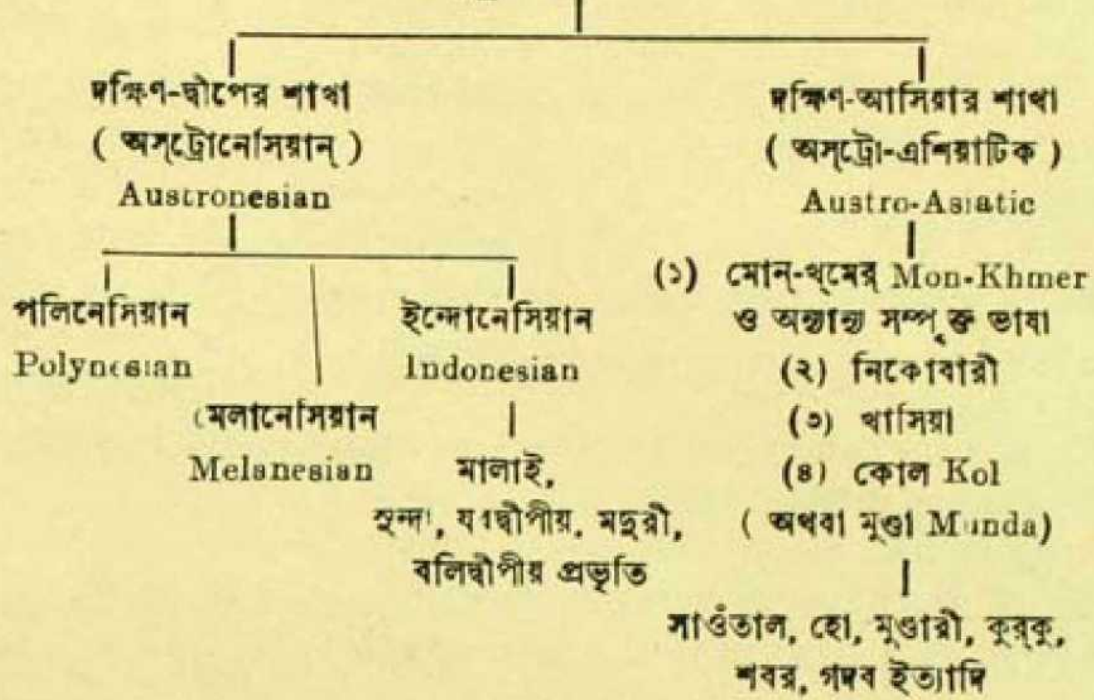 দক্ষিণ-দ্বীপের শাখা
( অস্‌ট্রোনেসিয়ান্ )
Austronesian
পলিনেসিয়ান
Polynesian
মেলানেসিয়ান
Melanesian
ইন্দোনেসিয়ান
Indonesian
মালাই,
সুন্দা, যবদ্বীপীয়, মদুরী,
বলিদ্বীপীয় প্রভৃতি
দক্ষিণ-আসিয়ার শাখা
( অস্‌ট্রো-এশিয়াটিক )
Austro-Asiatic
(১) মোন্-খ্‌মের্ Mon-Khmer
ও অন্যান্য সম্পৃক্ত ভাষা
(২) নিকোবারী
(৩) খাসিয়া
(৪) কোল Kol
( অথবা মুণ্ডা Munda)
সাওঁতাল, হো, মুণ্ডারী, কুর্‌কু,
শবর, গদব ইত্যাদি